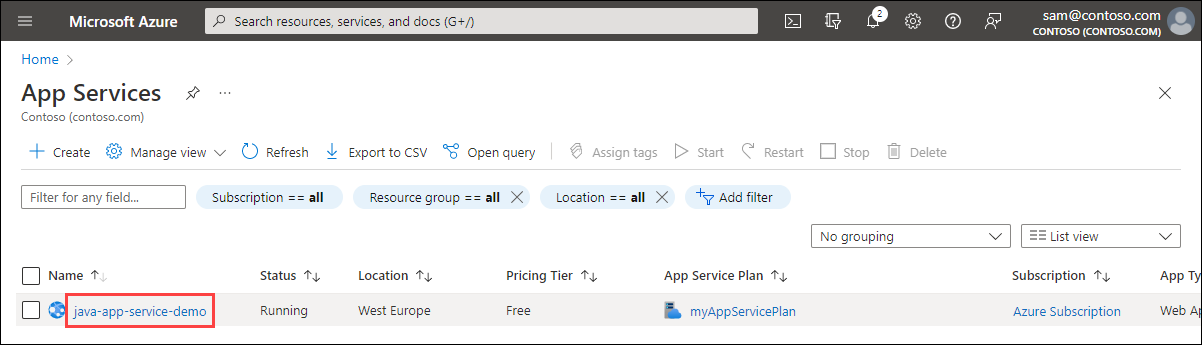 Microsoft Azure Search resources, services, and docs (G+/) 2 sam@contoso.com
CONTOSO (CONTOSO.COM)
Home
App Services ...
Contoso (contoso.com)
Create Manage view Refresh Export to CSV Open query Assign tags Start Restart Stop Delete
Filter for any field... Subscription == all Resource group == all Location == all Add filter
No grouping List view
Name Status Location Pricing Tier App Service Plan Subscription App Ty
java-app-service-demo Running West Europe Free myAppServicePlan Azure Subscription Web Ap